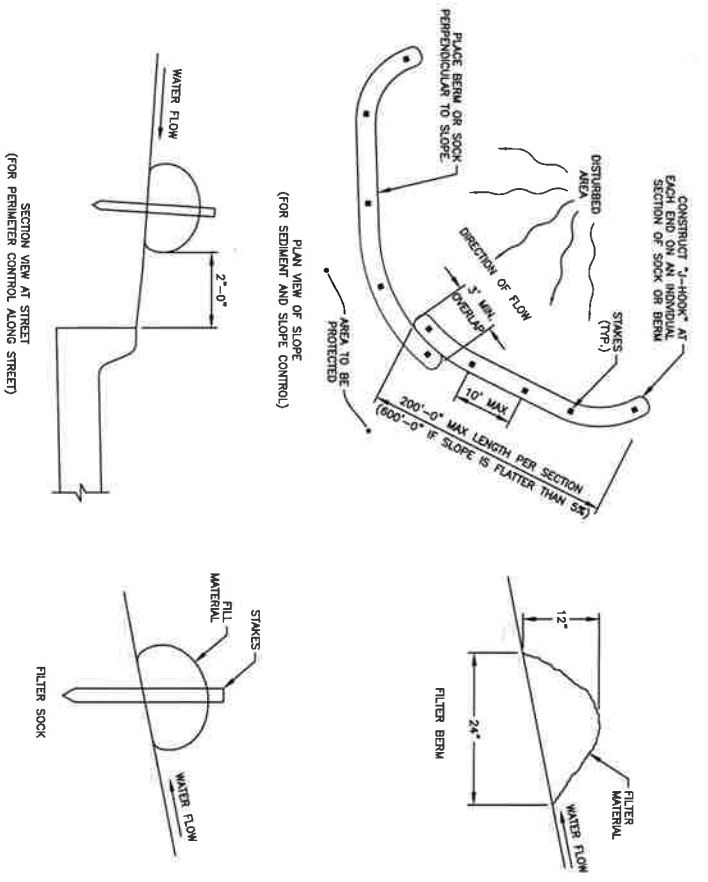 CONSTRUCT "J-HOOK" AT
EACH END ON AN INDIVIDUAL
SECTION OF SOCK OR BERM
DISTURBED
AREA
STAKES
(TYP.)
DIRECTION OF FLOW
3' MIN.
OVERLAP
10' MAX
200'-0" MAX LENGTH PER SECTION
(600'-0" IF SLOPE IS FLATTER THAN 5%)
PLACE BERM OR SOCK
PERPENDICULAR TO SLOPE.
AREA TO BE
PROTECTED
PLAN VIEW OF SLOPE
(FOR SEDIMENT AND SLOPE CONTROL)
WATER FLOW
2'-0"
SECTION VIEW AT STREET
(FOR PERIMETER CONTROL ALONG STREET)
12"
24"
FILTER
MATERIAL
WATER FLOW
FILTER BERM
STAKES
FILL
MATERIAL
WATER FLOW
FILTER SOCK